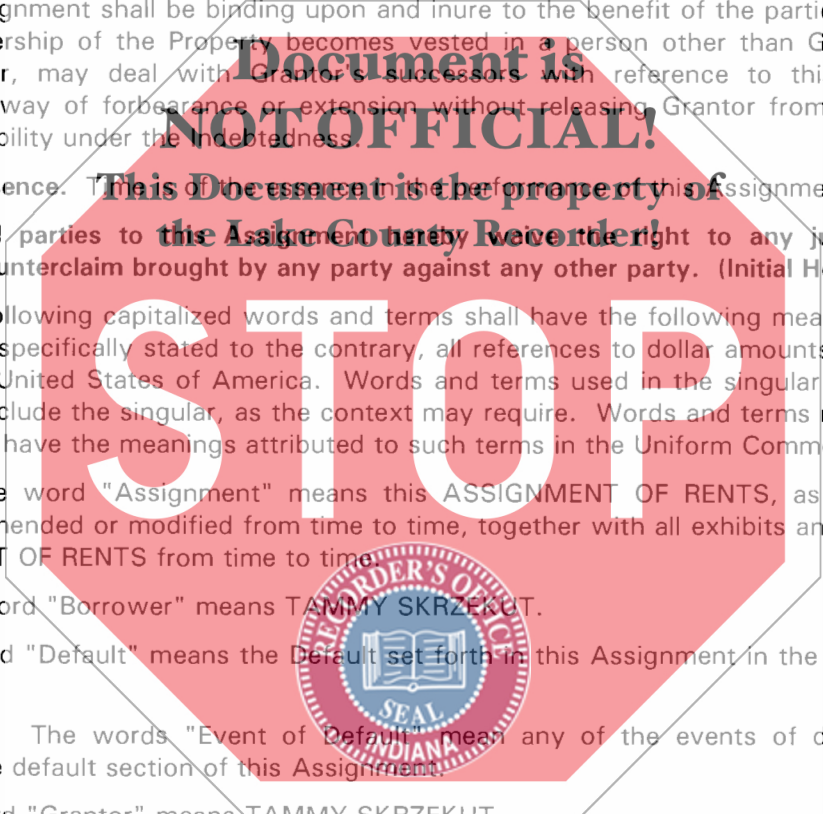 gnment shall be binding upon and inure to the benefit of the parti
rship of the Property becomes vested in a person other than G
r, may deal with Grantor's successors with reference to thi
way of forbearance or extension without releasing Grantor from
bility under the Indebtedness.
Document is
NOT OFFICIAL!
This Document is the property of
the Lake County Recorder!
ence. Time is of the essence in the performance of this Assignme
parties to this Assignment hereby waive the right to any ju
unterclaim brought by any party against any other party. (Initial H
STOP
llowing capitalized words and terms shall have the following mea
specifically stated to the contrary, all references to dollar amounts
United States of America. Words and terms used in the singular
clude the singular, as the context may require. Words and terms
have the meanings attributed to such terms in the Uniform Comm
e word "Assignment" means this ASSIGNMENT OF RENTS, as
ended or modified from time to time, together with all exhibits an
T OF RENTS from time to time.
ord "Borrower" means TAMMY SKRZEKUT.
d "Default" means the Default set forth in this Assignment in the
The words "Event of Default" mean any of the events of d
e default section of this Assignment.
RECORDER'S OFFICE
SEAL
INDIANA
d "Grantor" means TAMMY SKRZEKUT